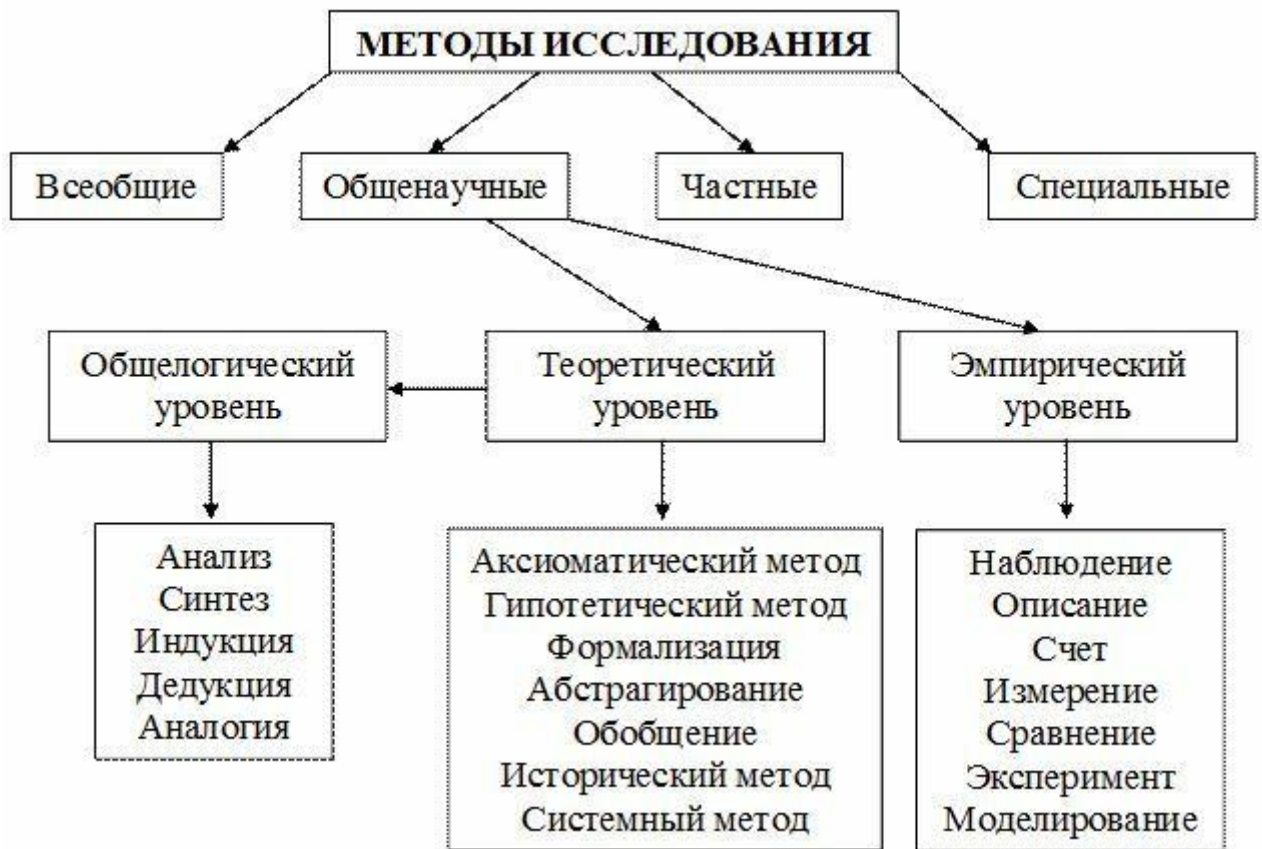 МЕТОДЫ ИССЛЕДОВАНИЯ
Всеобщие
Общенаучные
Частные
Специальные
Общелогический
уровень
Теоретический
уровень
Эмпирический
уровень
Анализ
Синтез
Индукция
Дедукция
Аналогия
Аксиоматический метод
Гипотетический метод
Формализация
Абстрагирование
Обобщение
Исторический метод
Системный метод
Наблюдение
Описание
Счет
Измерение
Сравнение
Эксперимент
Моделирование